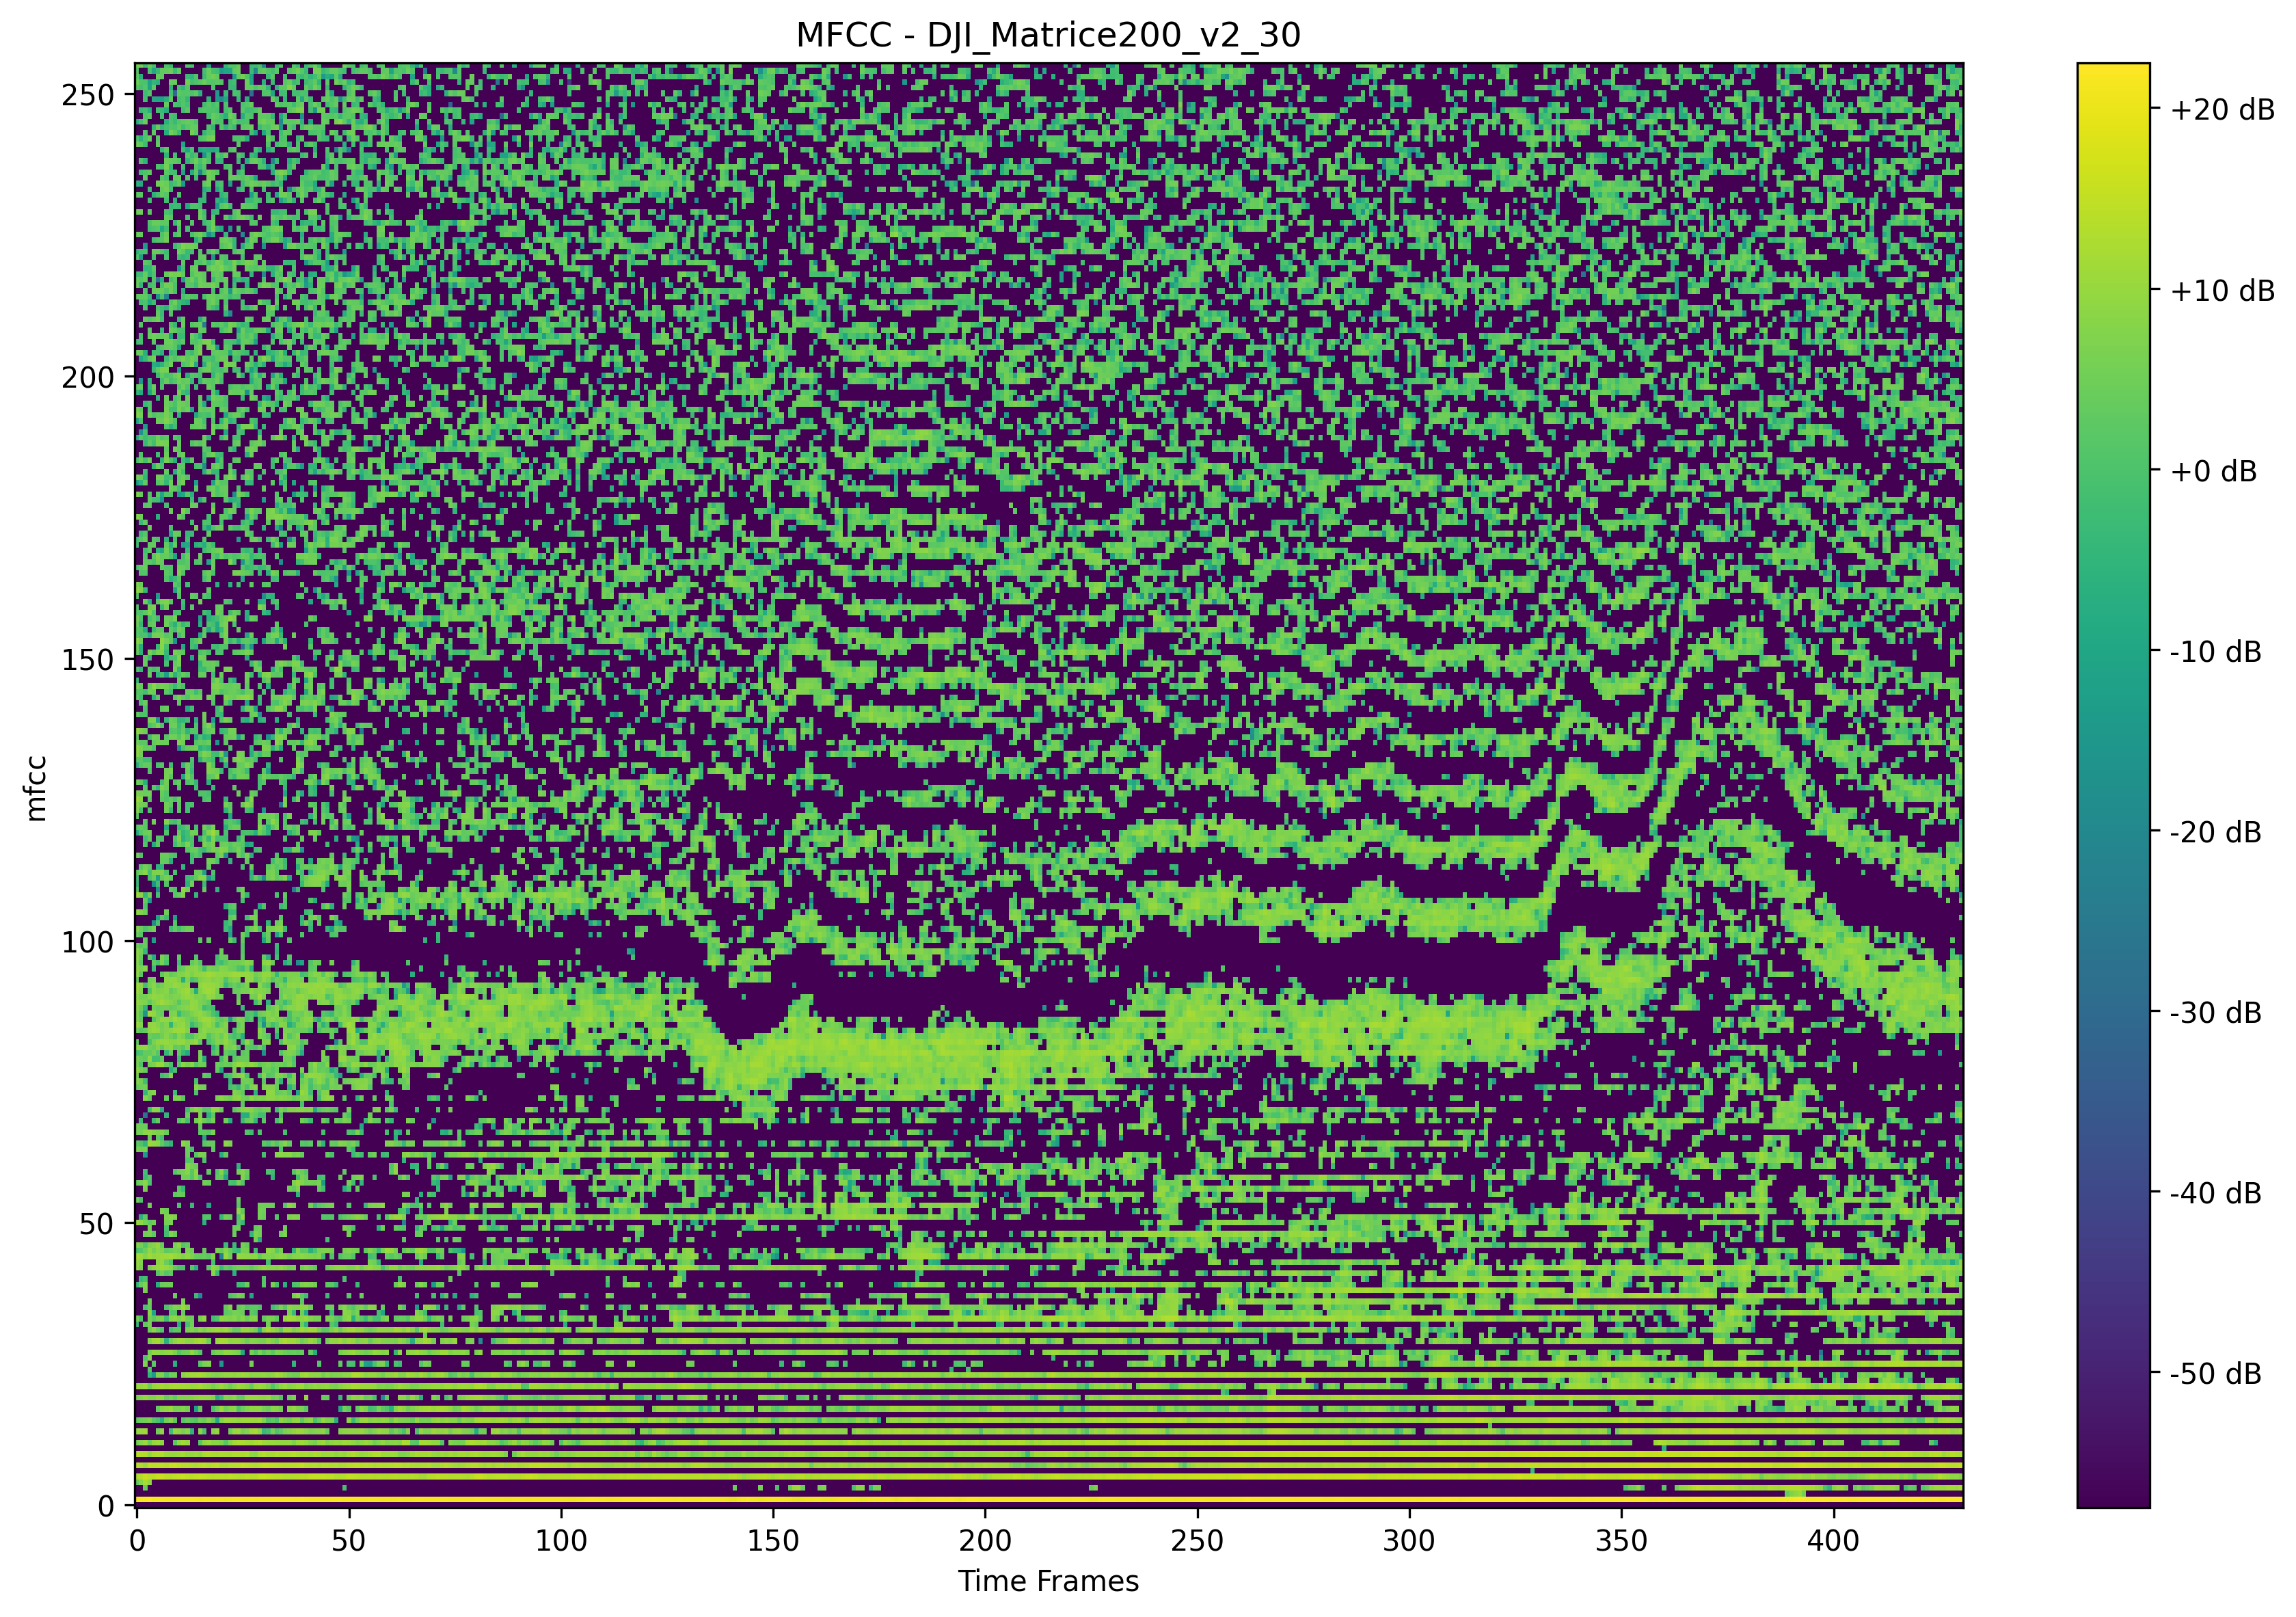 MFCC - DJI_Matrice200_v2_30
250
200
150
100
50
0
mfcc
0 50 100 150 200 250 300 350 400
Time Frames
+20 dB
+10 dB
+0 dB
-10 dB
-20 dB
-30 dB
-40 dB
-50 dB